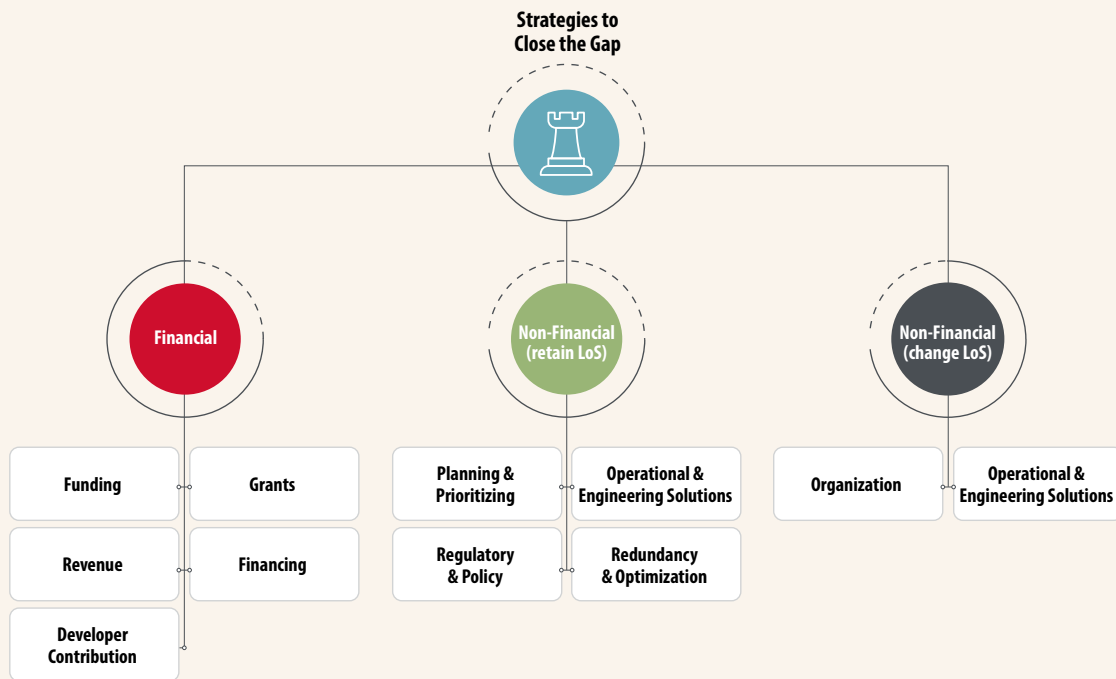 Strategies to
Close the Gap
Financial
Non-Financial
(retain LoS)
Non-Financial
(change LoS)
Funding
Grants
Revenue
Financing
Developer
Contribution
Planning &
Prioritizing
Operational &
Engineering Solutions
Regulatory
& Policy
Redundancy
& Optimization
Organization
Operational &
Engineering Solutions